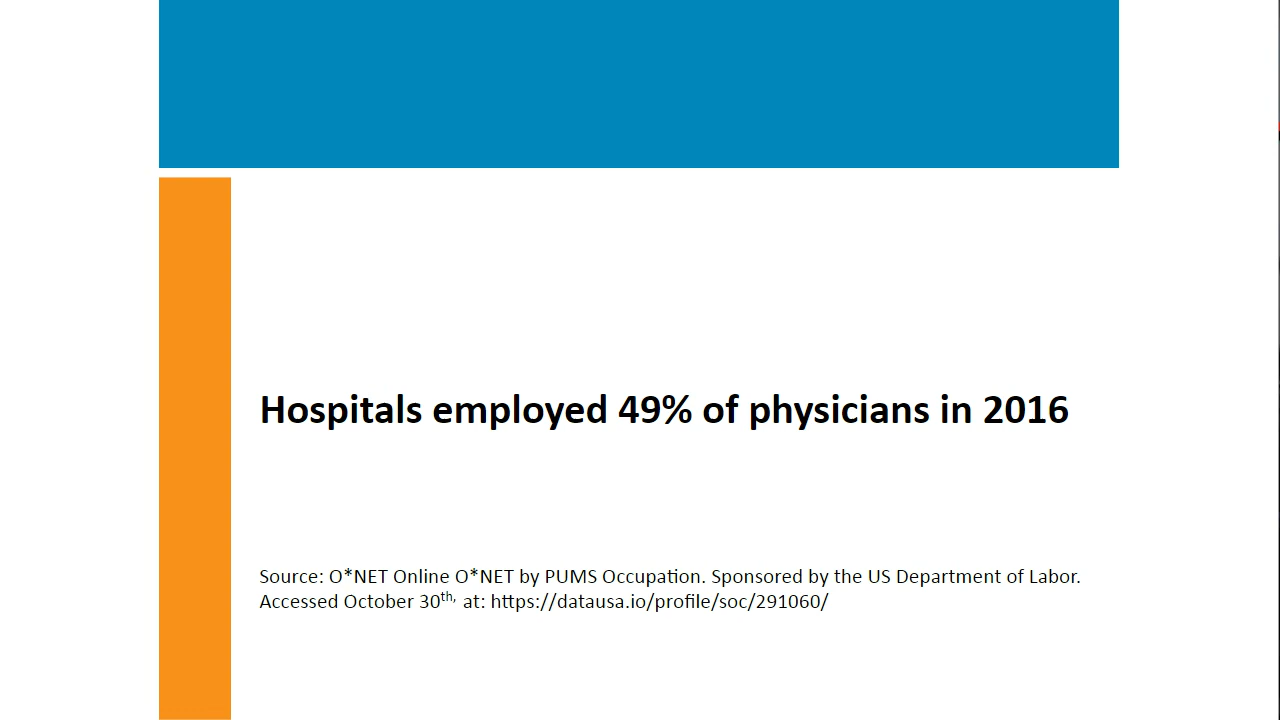 Hospitals employed 49% of physicians in 2016
Source: O*NET Online O*NET by PUMS Occupation. Sponsored by the US Department of Labor.
Accessed October 30th, at: https://datausa.io/profile/soc/291060/